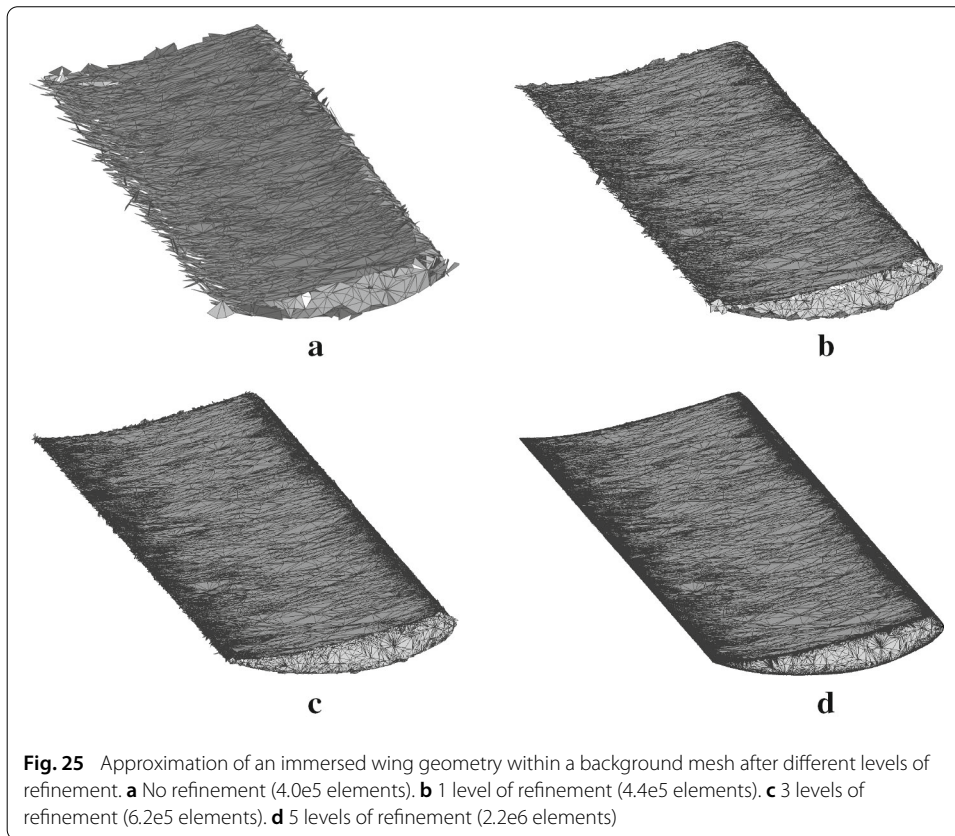 a
b
c
d
Fig. 25 Approximation of an immersed wing geometry within a background mesh after different levels of
refinement. a No refinement (4.0e5 elements). b 1 level of refinement (4.4e5 elements). c 3 levels of
refinement (6.2e5 elements). d 5 levels of refinement (2.2e6 elements)